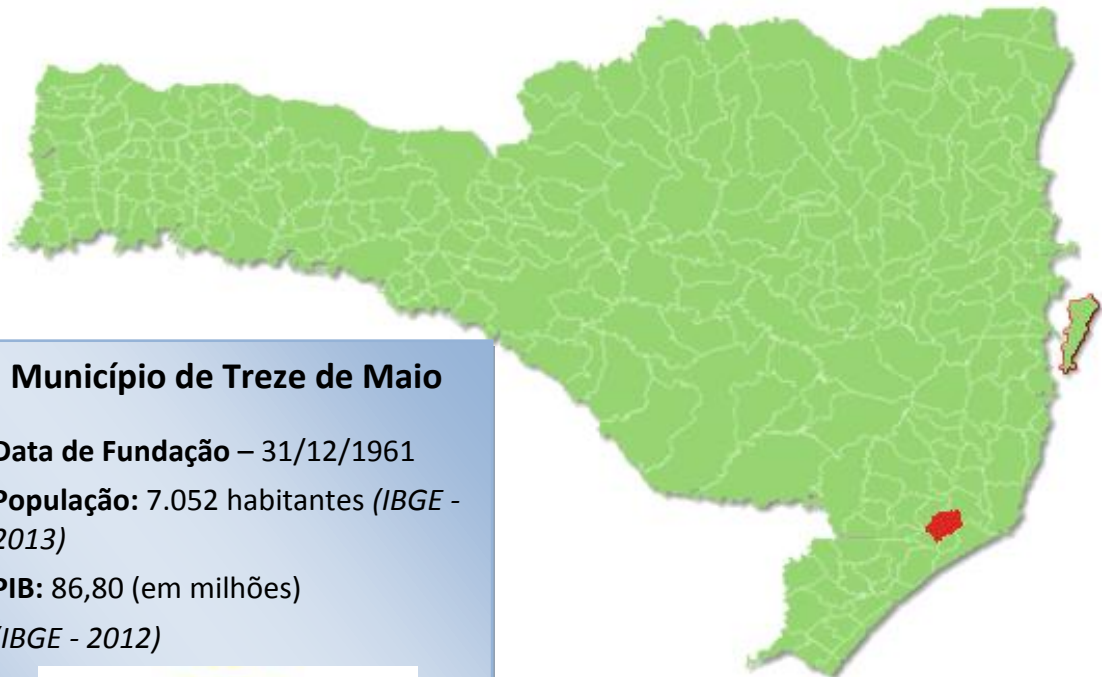 Município de Treze de Maio
Data de Fundação – 31/12/1961
População: 7.052 habitantes (IBGE -
2013)
PIB: 86,80 (em milhões)
(IBGE - 2012)